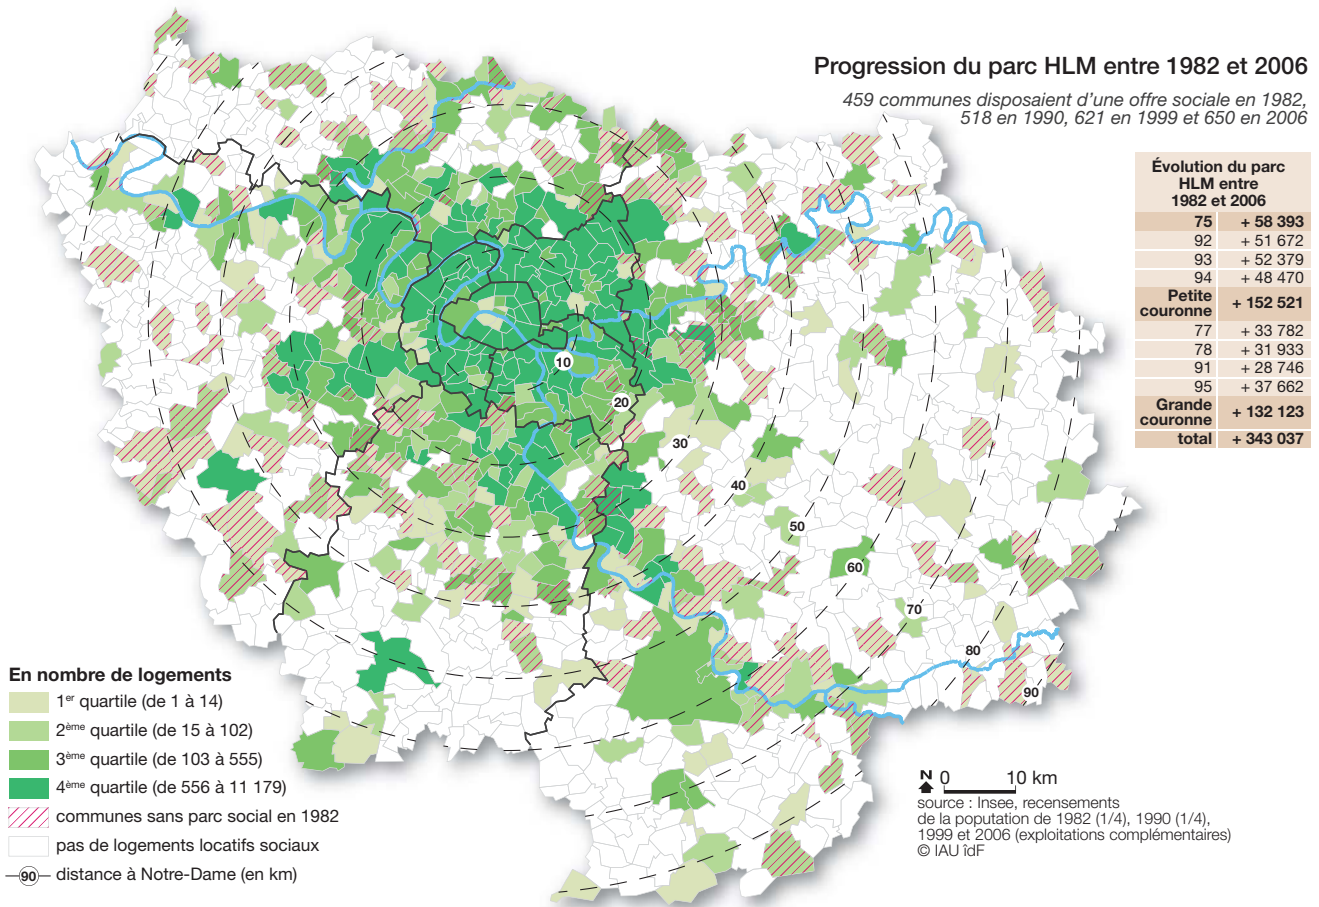 Progression du parc HLM entre 1982 et 2006
459 communes disposaient d'une offre sociale en 1982,
518 en 1990, 621 en 1999 et 650 en 2006
Évolution du parc
HLM entre
1982 et 2006
75 + 58 393
92 + 51 672
93 + 52 379
94 + 48 470
Petite
couronne + 152 521
77 + 33 782
78 + 31 933
91 + 28 746
95 + 37 662
Grande
couronne + 132 123
total + 343 037
10
20
30
40
50
60
70
80
90
En nombre de logements
1er quartile (de 1 à 14)
2ème quartile (de 15 à 102)
3ème quartile (de 103 à 555)
4ème quartile (de 556 à 11 179)
communes sans parc social en 1982
pas de logements locatifs sociaux
90 distance à Notre-Dame (en km)
N 0 10 km
source : Insee, recensements
de la population de 1982 (1/4), 1990 (1/4),
1999 et 2006 (exploitations complémentaires)
© IAU îdF